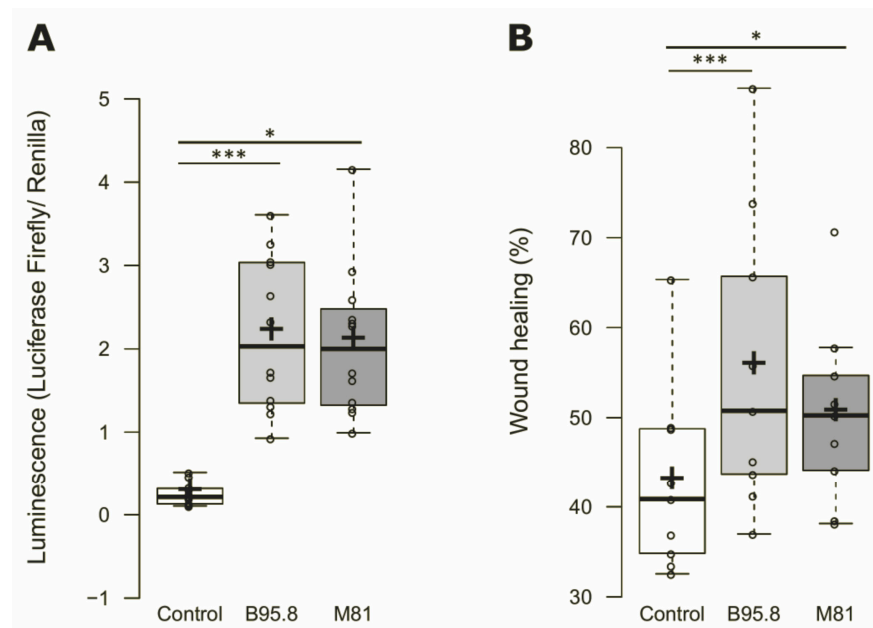 A
Luminescence (Luciferase Firefly/ Renilla)
5
4
3
2
1
0
−1
*
***
Control B95.8 M81
B
Wound healing (%)
80
70
60
50
40
30
*
***
Control B95.8 M81